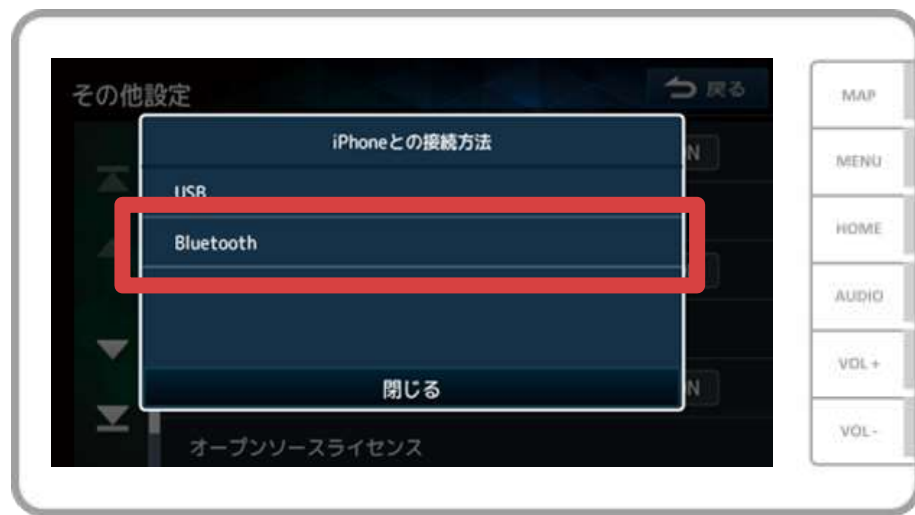 その他設定
戻る
iPhoneとの接続方法
USB
Bluetooth
閉じる
オープンソースライセンス
MAP
MENU
HOME
AUDIO
VOL +
VOL -